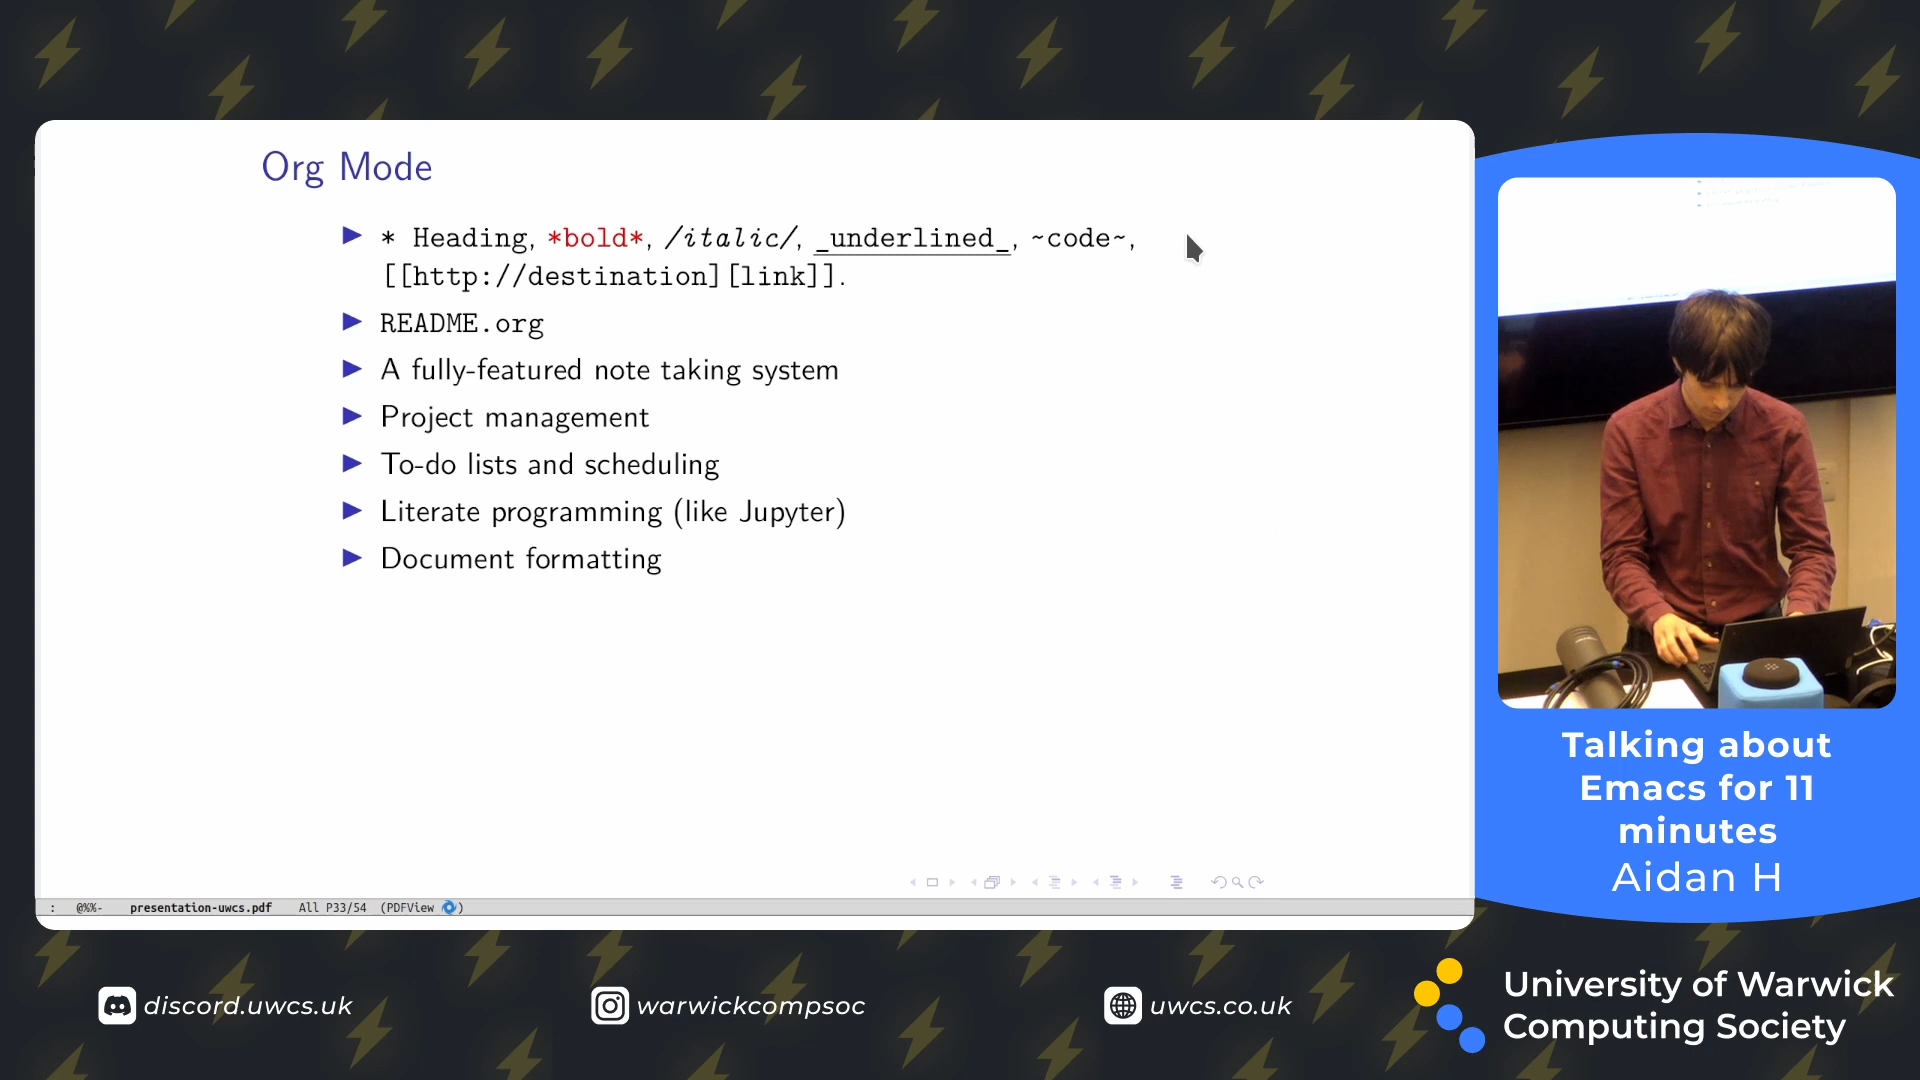 Org Mode
* Heading, *bold*, /italic/, _underlined_, ~code~,
[[http://destination][link]].
README.org
A fully-featured note taking system
Project management
To-do lists and scheduling
Literate programming (like Jupyter)
Document formatting
: @%%- presentation-uwcs.pdf All P33/54 (PDFView )
Talking about
Emacs for 11
minutes
Aidan H
discord.uwcs.uk
warwickcompsoc
uwcs.co.uk
University of Warwick
Computing Society